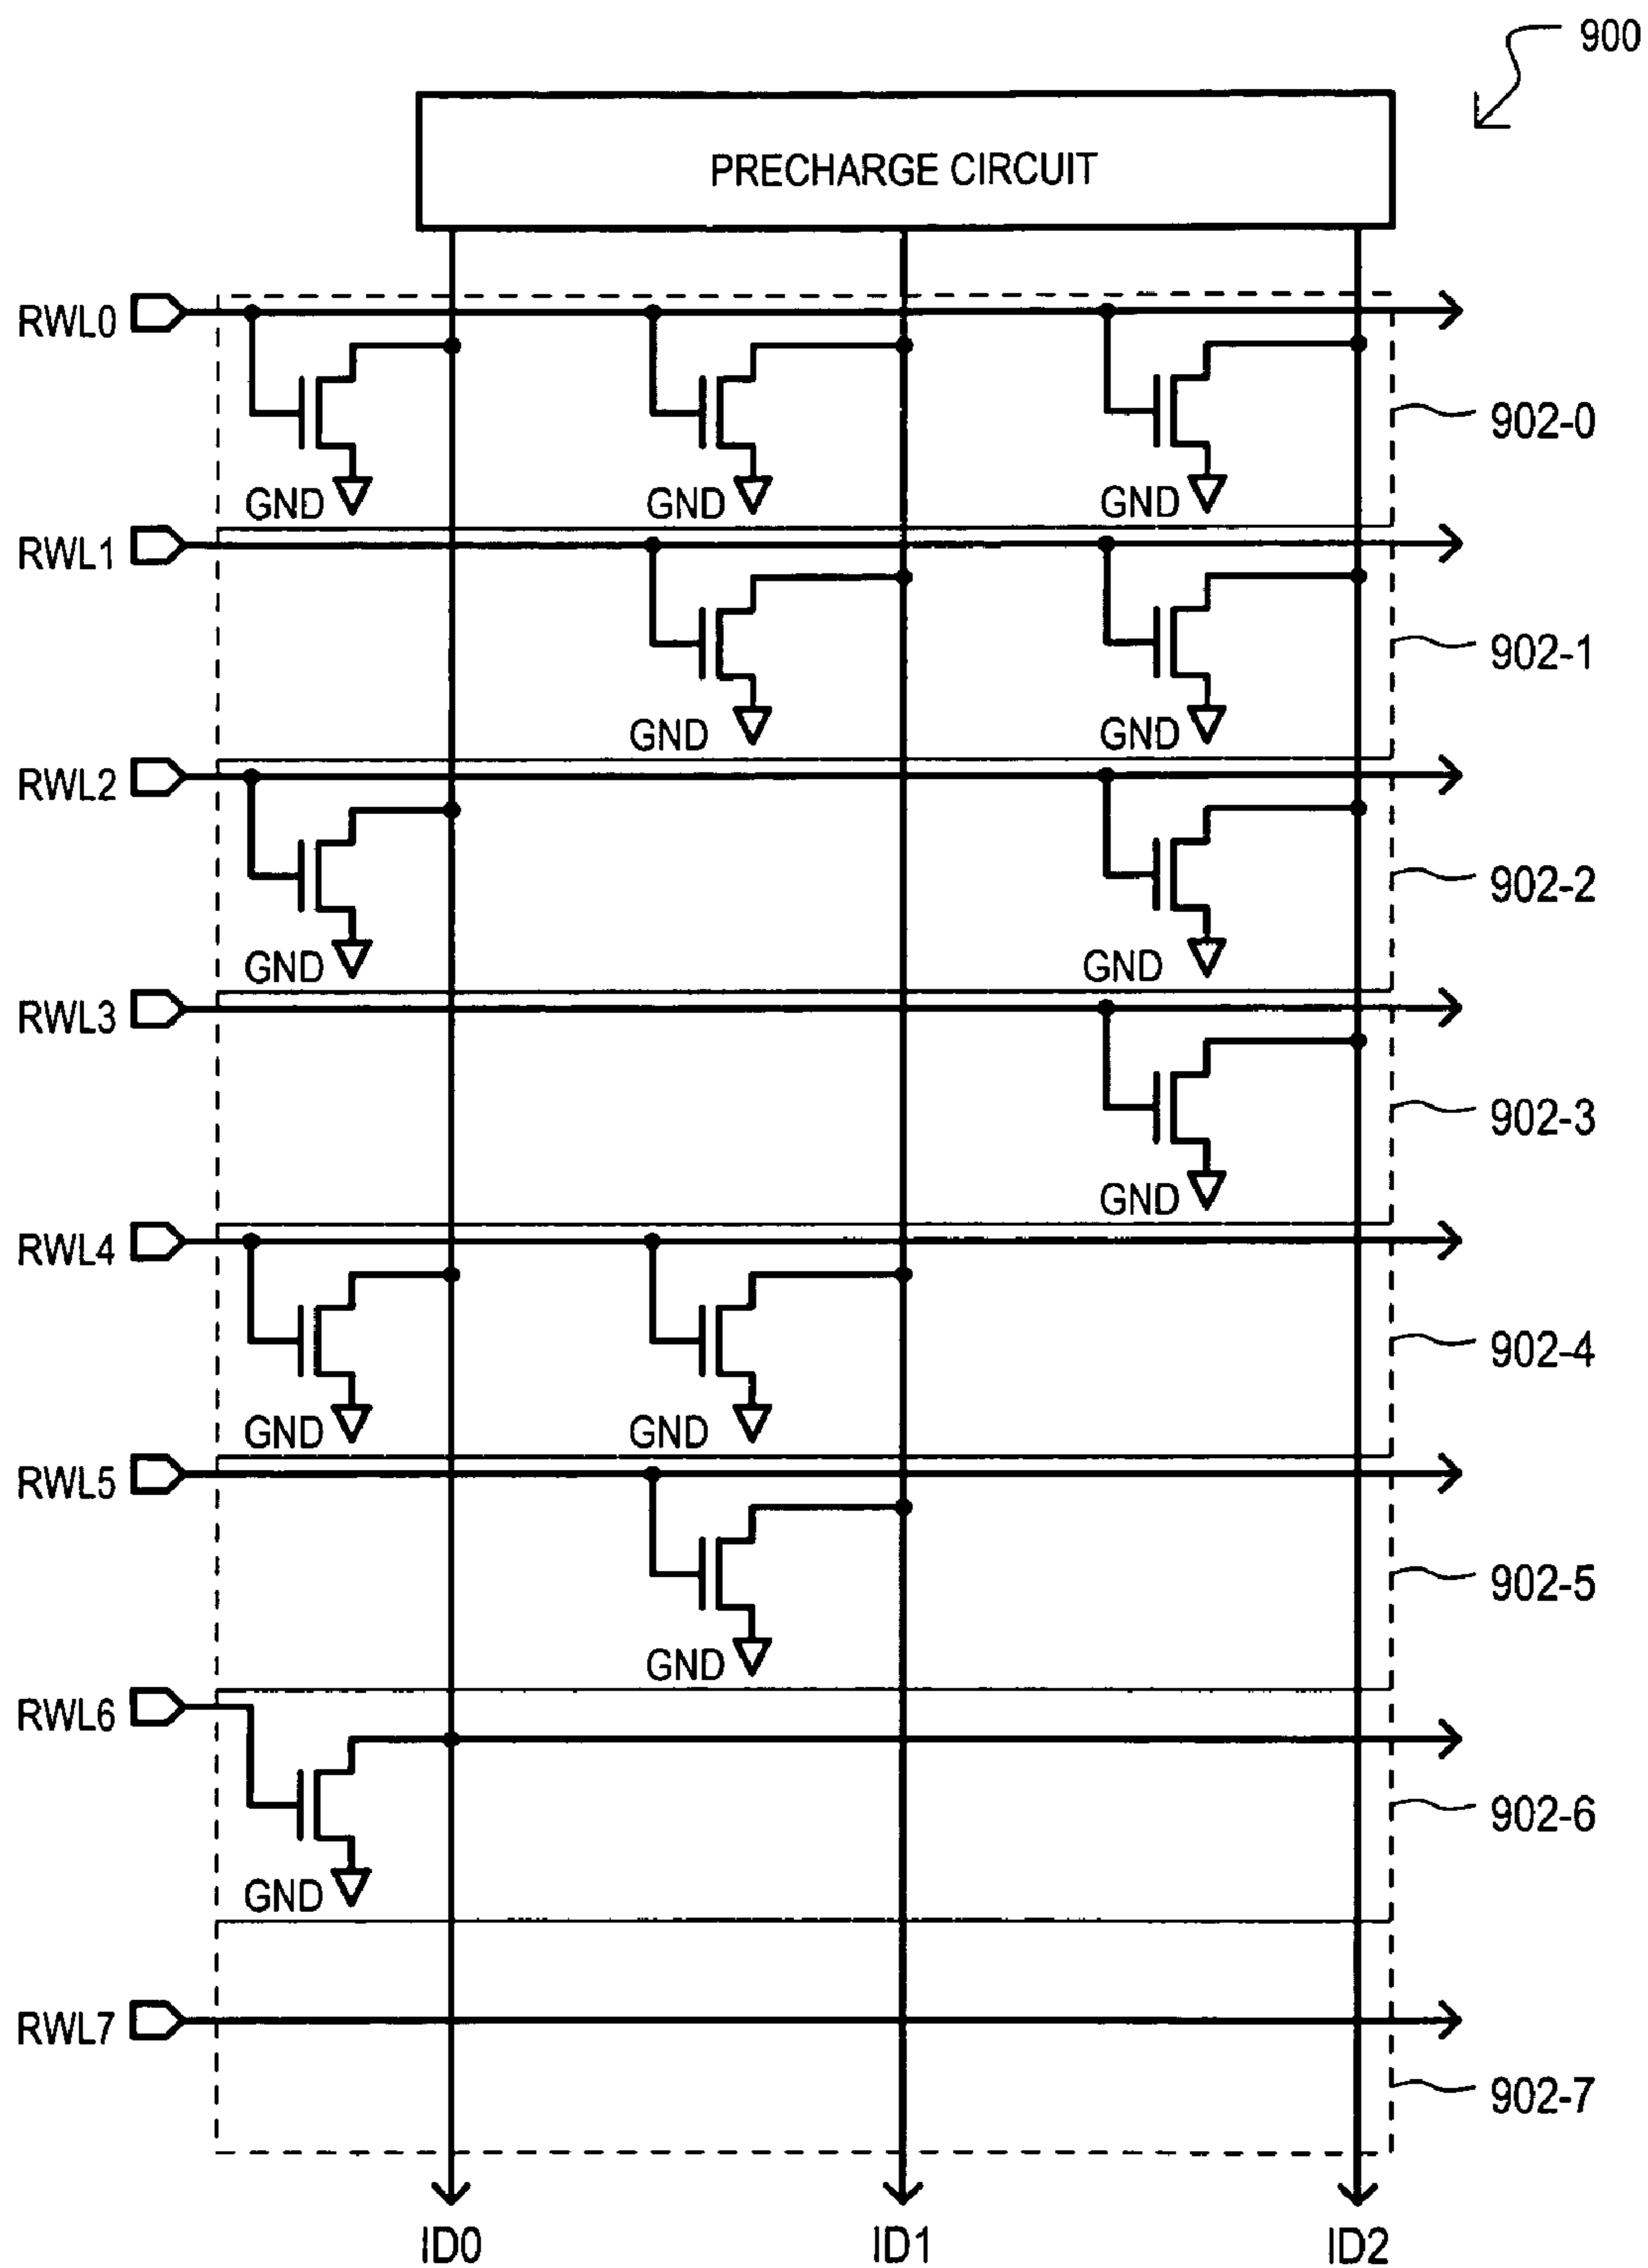 900
PRECHARGE CIRCUIT
RWL0
902-0
GND GND GND
RWL1
902-1
GND GND
RWL2
902-2
GND GND
RWL3
902-3
GND
RWL4
902-4
GND GND
RWL5
902-5
GND
RWL6
902-6
GND
RWL7
902-7
ID0 ID1 ID2